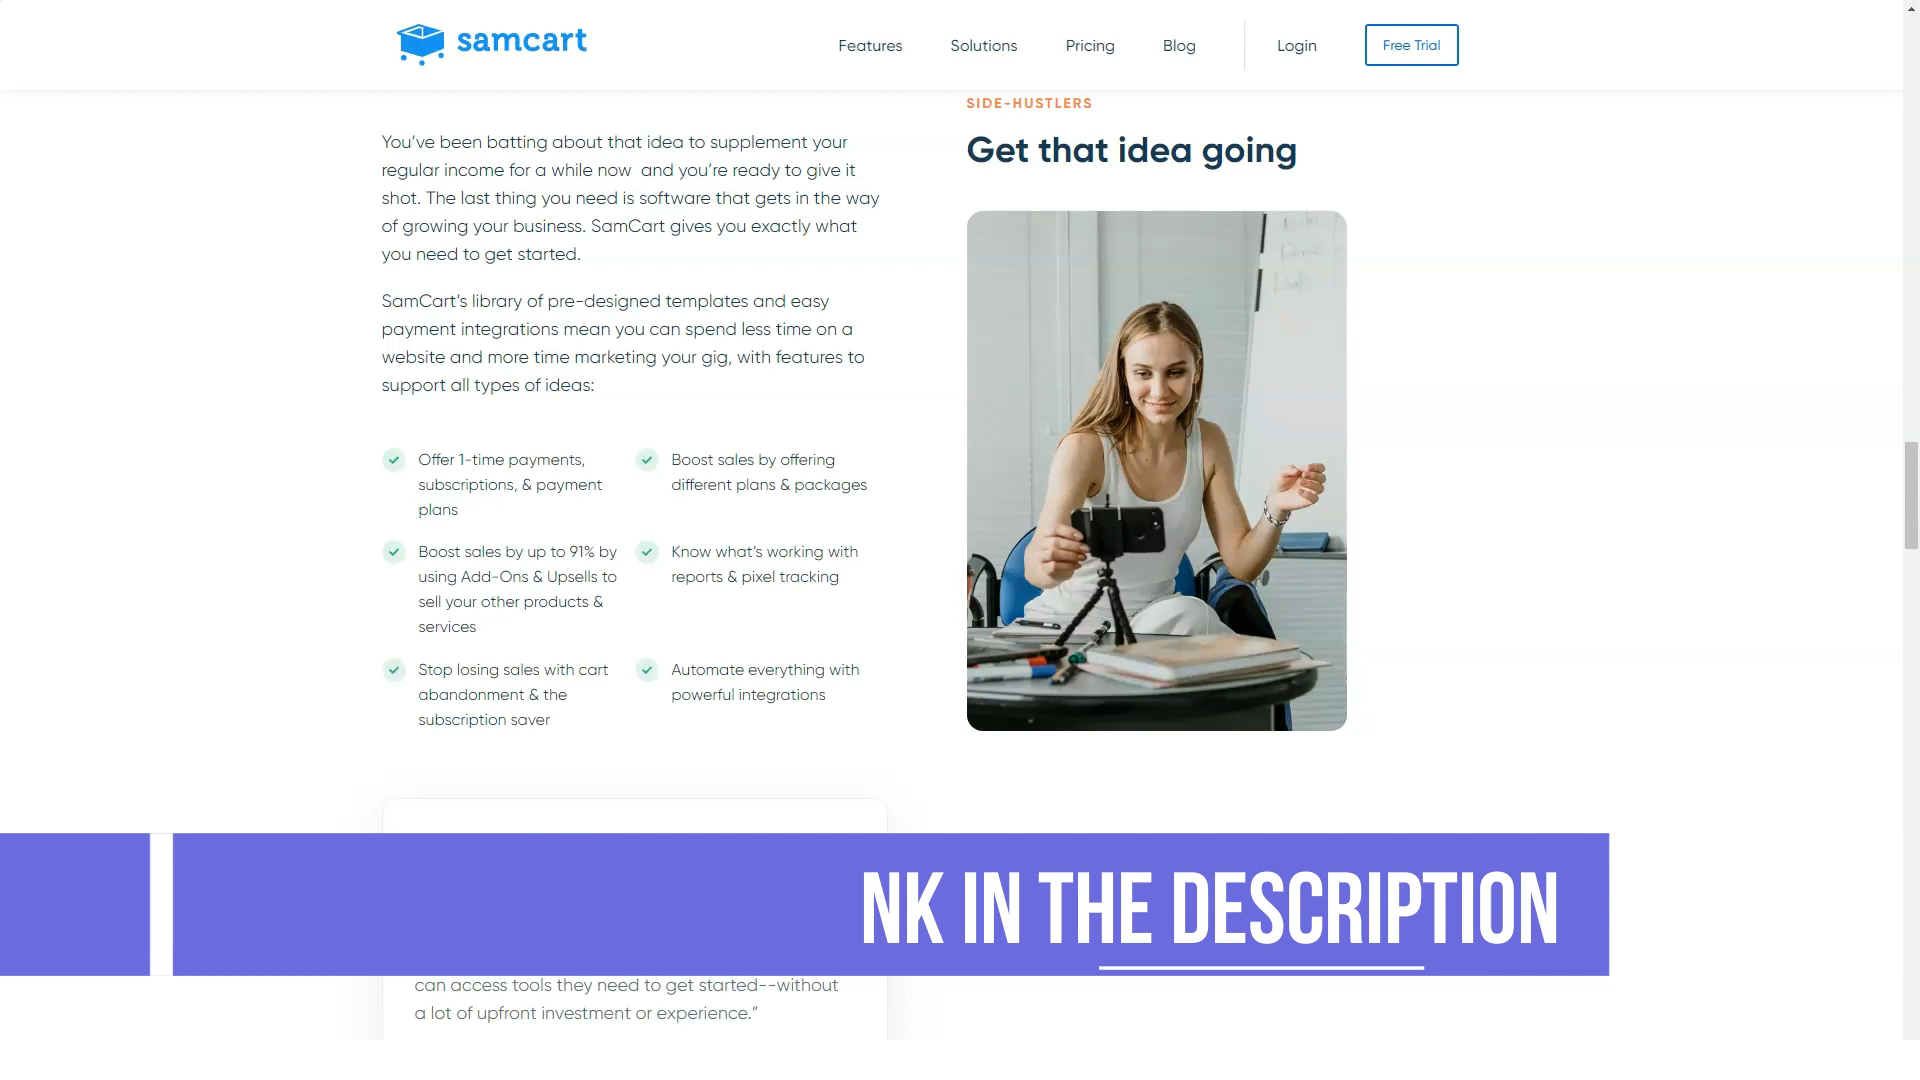 samcart
Features
Solutions
Pricing
Blog
Login
Free Trial
SIDE-HUSTLERS
Get that idea going
You’ve been batting about that idea to supplement your
regular income for a while now  and you’re ready to give it
shot. The last thing you need is software that gets in the way
of growing your business. SamCart gives you exactly what
you need to get started.
SamCart’s library of pre-designed templates and easy
payment integrations mean you can spend less time on a
website and more time marketing your gig, with features to
support all types of ideas:
Offer 1-time payments,
subscriptions, & payment
plans
Boost sales by offering
different plans & packages
Boost sales by up to 91% by
using Add-Ons & Upsells to
sell your other products &
services
Know what’s working with
reports & pixel tracking
Stop losing sales with cart
abandonment & the
subscription saver
Automate everything with
powerful integrations
NK IN THE DESCRIPTION
can access tools they need to get started--without
a lot of upfront investment or experience.”